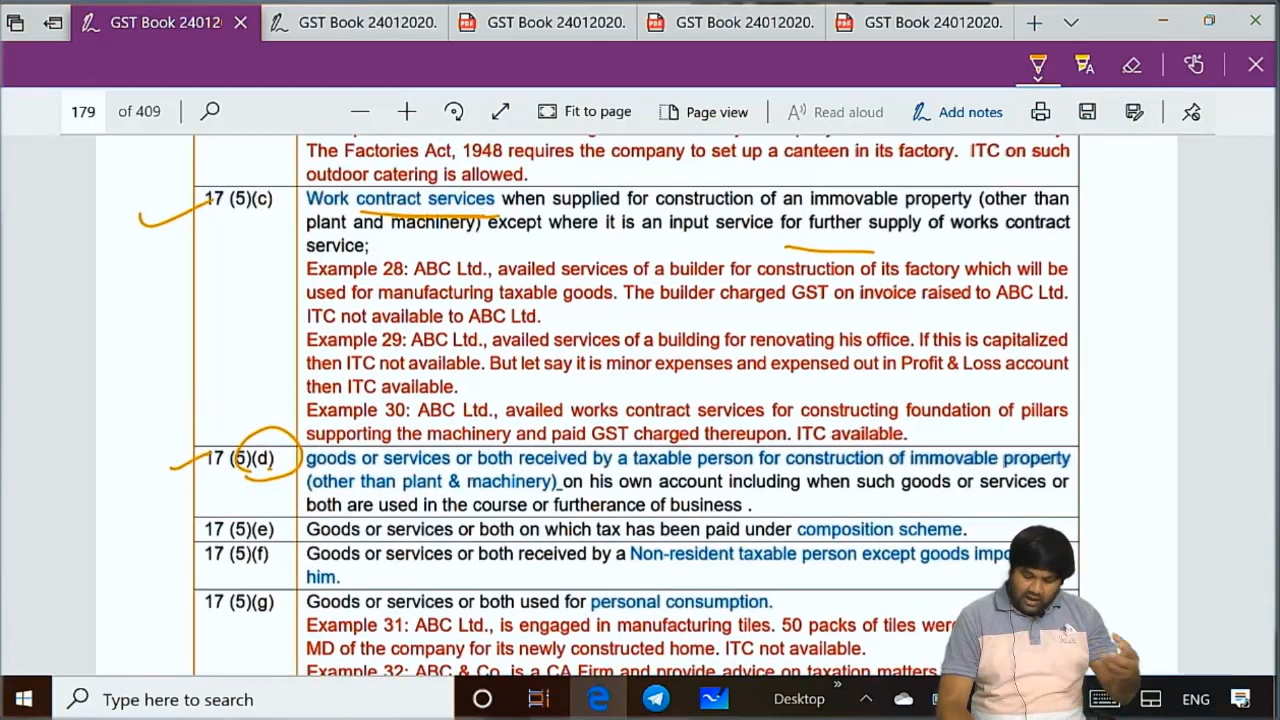 GST Book 24012
GST Book 24012020.
GST Book 24012020.
GST Book 24012020.
GST Book 24012020.
179 of 409
Fit to page
Page view
Read aloud
Add notes
The Factories Act, 1948 requires the company to set up a canteen in its factory. ITC on such
outdoor catering is allowed.
17 (5)(c)
Work contract services when supplied for construction of an immovable property (other than
plant and machinery) except where it is an input service for further supply of works contract
service;
Example 28: ABC Ltd., availed services of a builder for construction of its factory which will be
used for manufacturing taxable goods. The builder charged GST on invoice raised to ABC Ltd.
ITC not available to ABC Ltd.
Example 29: ABC Ltd., availed services of a building for renovating his office. If this is capitalized
then ITC not available. But let say it is minor expenses and expensed out in Profit & Loss account
then ITC available.
Example 30: ABC Ltd., availed works contract services for constructing foundation of pillars
supporting the machinery and paid GST charged thereupon. ITC available.
17 (5)(d)
goods or services or both received by a taxable person for construction of immovable property
(other than plant & machinery) on his own account including when such goods or services or
both are used in the course or furtherance of business .
17 (5)(e)
Goods or services or both on which tax has been paid under composition scheme.
17 (5)(f)
Goods or services or both received by a Non-resident taxable person except goods
him.
17 (5)(g)
Goods or services or both used for personal consumption.
Example 31: ABC Ltd., is engaged in manufacturing tiles. 50 packs of tiles were
MD of the company for its newly constructed home. ITC not available.
Example 32: ABC & Co. is a CA Firm and provide advice on taxation matters
Type here to search
Desktop
ENG